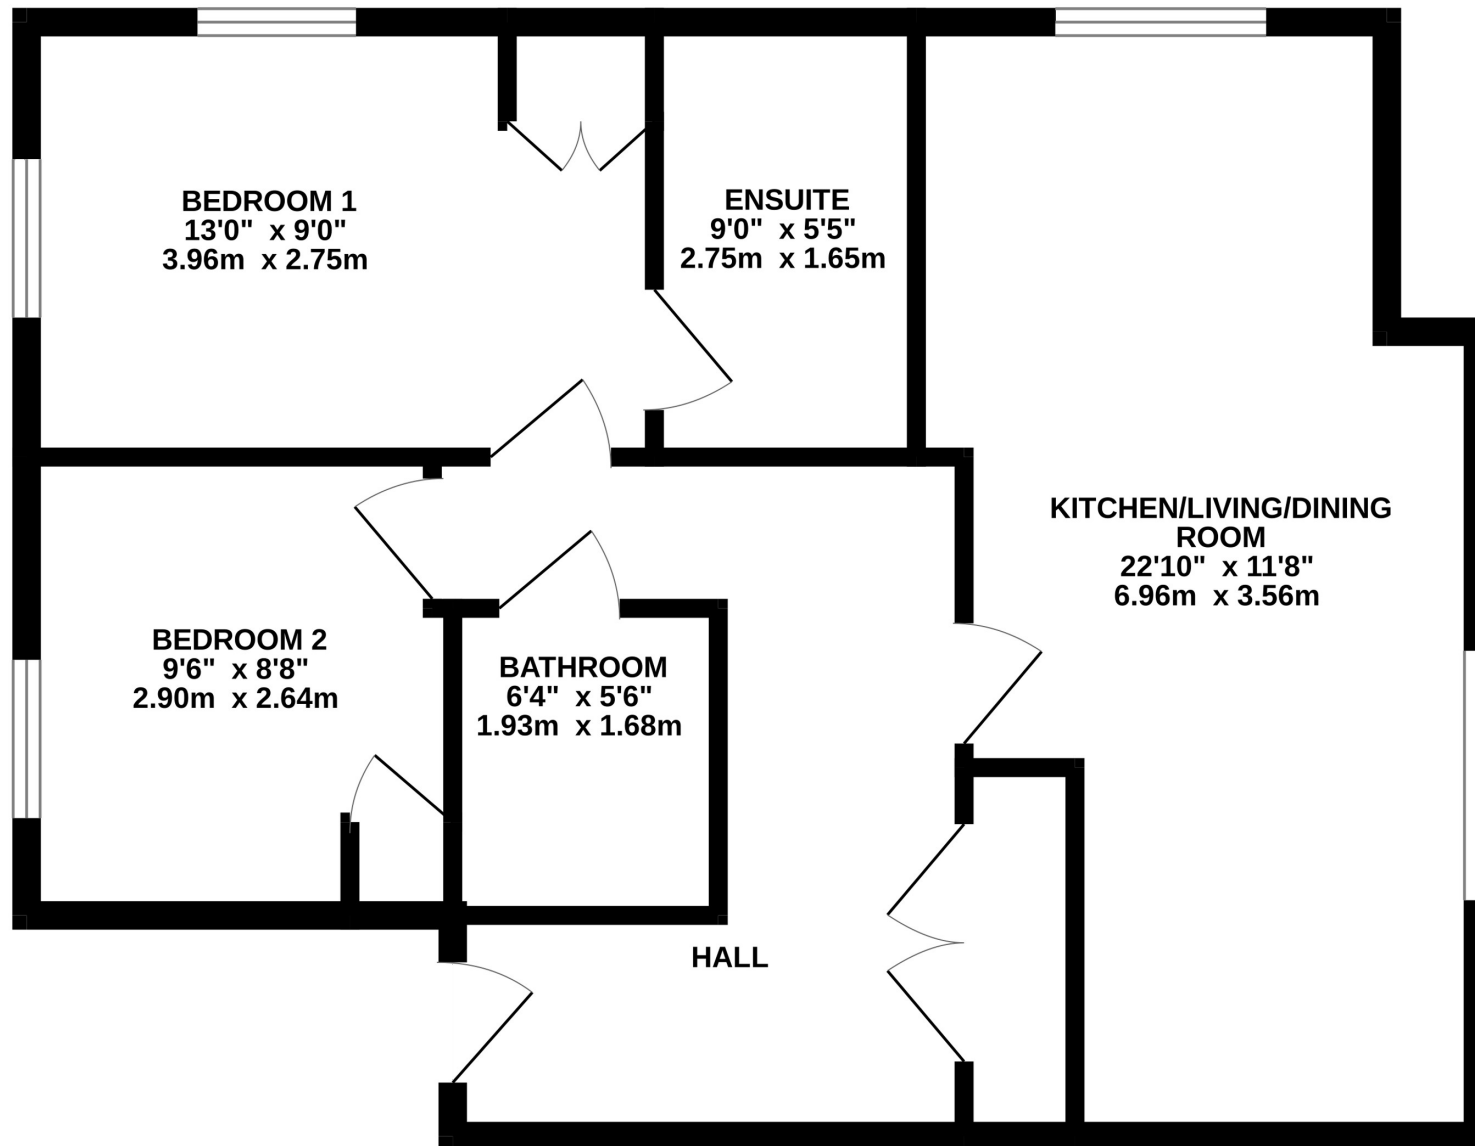 BEDROOM 1
13'0"  x 9'0"
3.96m  x 2.75m
ENSUITE
9'0"  x 5'5"
2.75m  x 1.65m
KITCHEN/LIVING/DINING
ROOM
22'10"  x 11'8"
6.96m  x 3.56m
BEDROOM 2
9'6"  x 8'8"
2.90m  x 2.64m
BATHROOM
6'4"  x 5'6"
1.93m  x 1.68m
HALL